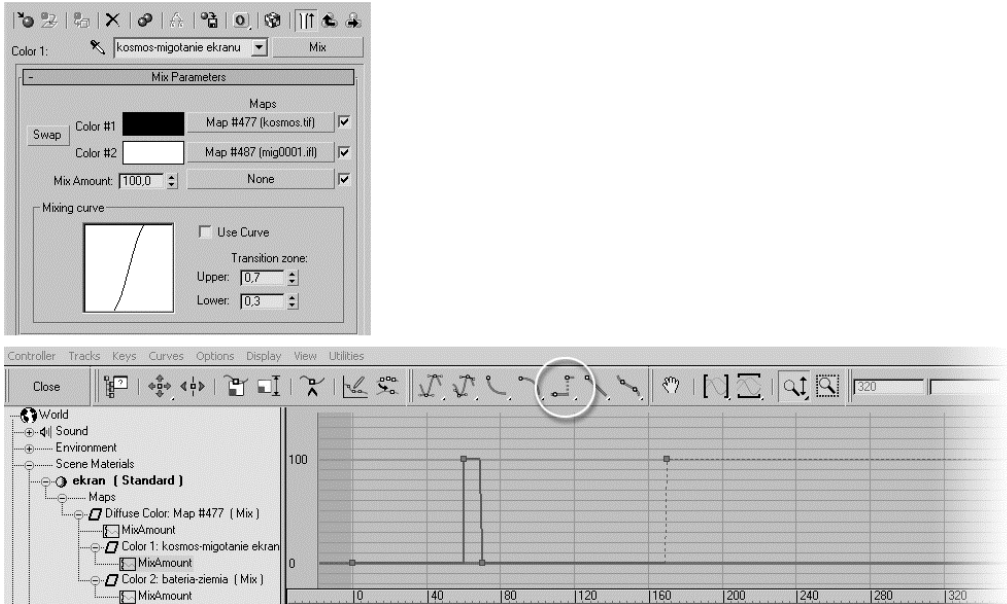 Color 1: kosmos-migotanie ekranu Mix
- Mix Parameters
Maps
Swap Color #1 Map #477 (kosmos.tif)
Color #2 Map #487 (mig0001.ifl)
Mix Amount: 100,0 None
Mixing curve
Use Curve
Transition zone:
Upper: 0,7
Lower: 0,3
Controller Tracks Keys Curves Options Display View Utilities
Close 320
World
Sound
Environment
Scene Materials
ekran ( Standard )
Maps
Diffuse Color: Map #477 ( Mix )
MixAmount
Color 1: kosmos-migotanie ekran
MixAmount
Color 2: bateria-ziemia ( Mix )
MixAmount
100
0
0 40 80 120 160 200 240 280 320